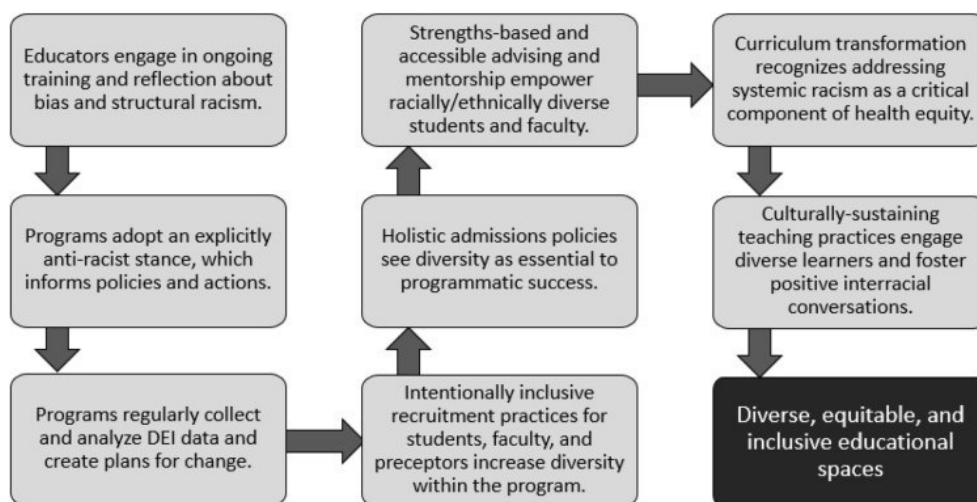 Educators engage in ongoing
training and reflection about
bias and structural racism.
Programs adopt an explicitly
anti-racist stance, which
informs policies and actions.
Programs regularly collect
and analyze DEI data and
create plans for change.
Intentionally inclusive
recruitment practices for
students, faculty, and
preceptors increase diversity
within the program.
Holistic admissions policies
see diversity as essential to
programmatic success.
Strengths-based and
accessible advising and
mentorship empower
racially/ethnically diverse
students and faculty.
Curriculum transformation
recognizes addressing
systemic racism as a critical
component of health equity.
Culturally-sustaining
teaching practices engage
diverse learners and foster
positive interracial
conversations.
Diverse, equitable, and
inclusive educational
spaces